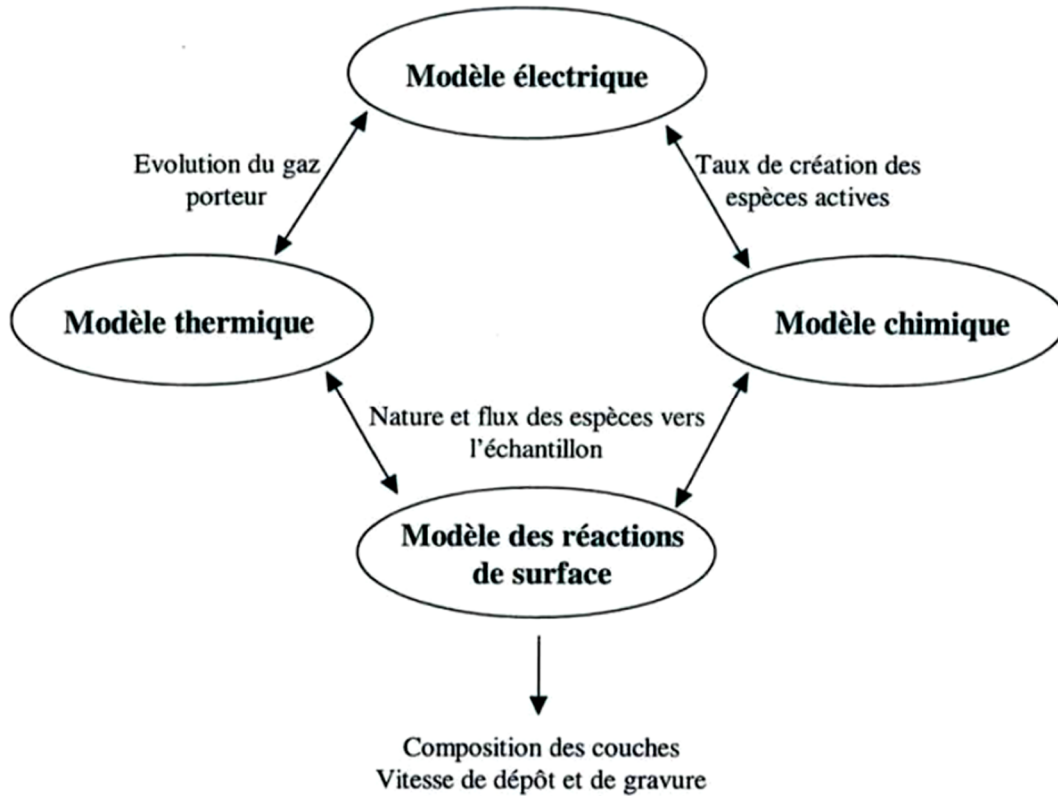 Modèle électrique
Evolution du gaz
porteur
Taux de création des
espèces actives
Modèle thermique
Modèle chimique
Nature et flux des espèces vers
l'échantillon
Modèle des réactions
de surface
Composition des couches
Vitesse de dépôt et de gravure